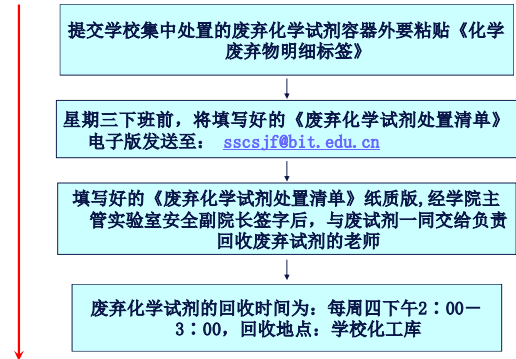 提交学校集中处置的废弃化学试剂容器外要粘贴《化学
废弃物明细标签》
星期三下班前，将填写好的《废弃化学试剂处置清单》
电子版发送至： sscsjf@bit.edu.cn
填写好的《废弃化学试剂处置清单》纸质版,经学院主
管实验室安全副院长签字后，与废试剂一同交给负责
回收废弃试剂的老师
废弃化学试剂的回收时间为：每周四下午2：00－
3：00，回收地点：学校化工库